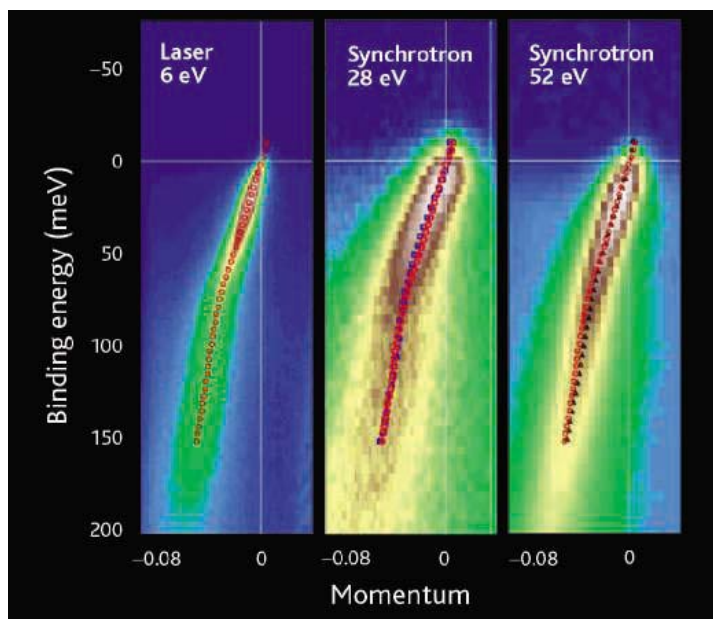 Laser
6 eV
Synchrotron
28 eV
Synchrotron
52 eV
Binding energy (meV)
−50
0
50
100
150
200
−0.08
0
−0.08
0
−0.08
0
Momentum